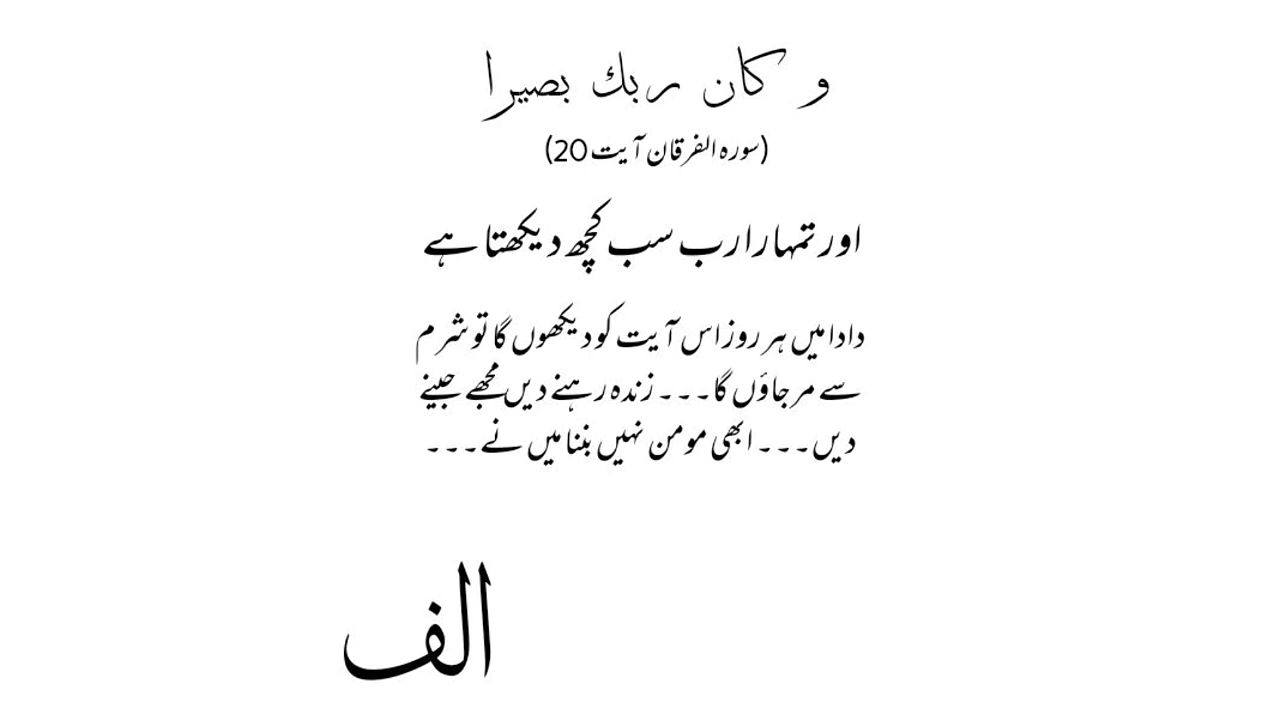 و كان ربك بصيرا
(سورہ الفرقان آیت 20)
اور تمہارا رب سب کچھ دیکھتا ہے
دادا میں ہر روز اس آیت کو دیکھوں گا تو شرم
سے مر جاؤں گا۔۔۔ زندہ رہنے دیں مجھے جینے
دیں۔۔۔ ابھی مومن نہیں بننا میں نے۔۔۔
الف